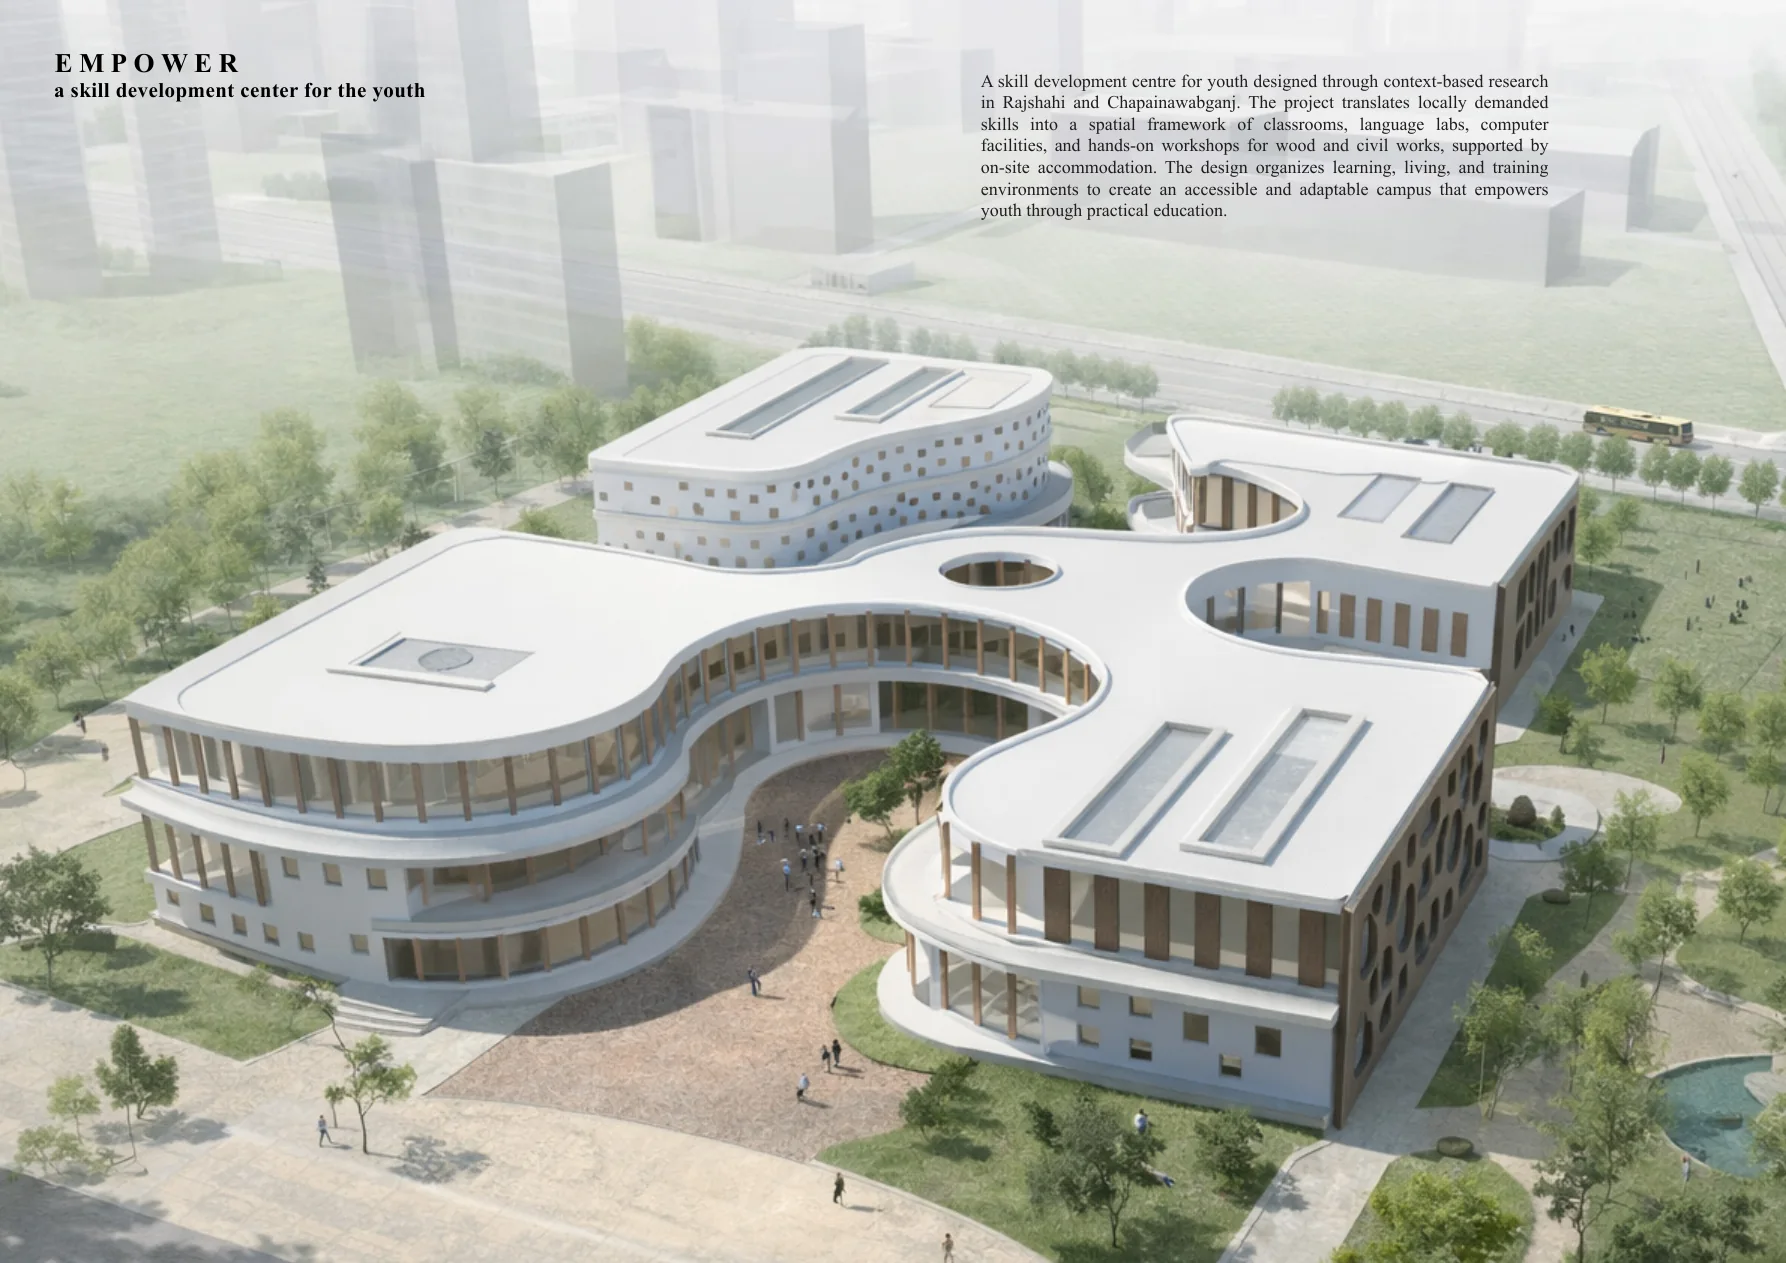 EMPOWER
a skill development center for the youth
A skill development centre for youth designed through context-based research
in Rajshahi and Chapainawabganj. The project translates locally demanded
skills into a spatial framework of classrooms, language labs, computer
facilities, and hands-on workshops for wood and civil works, supported by
on-site accommodation. The design organizes learning, living, and training
environments to create an accessible and adaptable campus that empowers
youth through practical education.